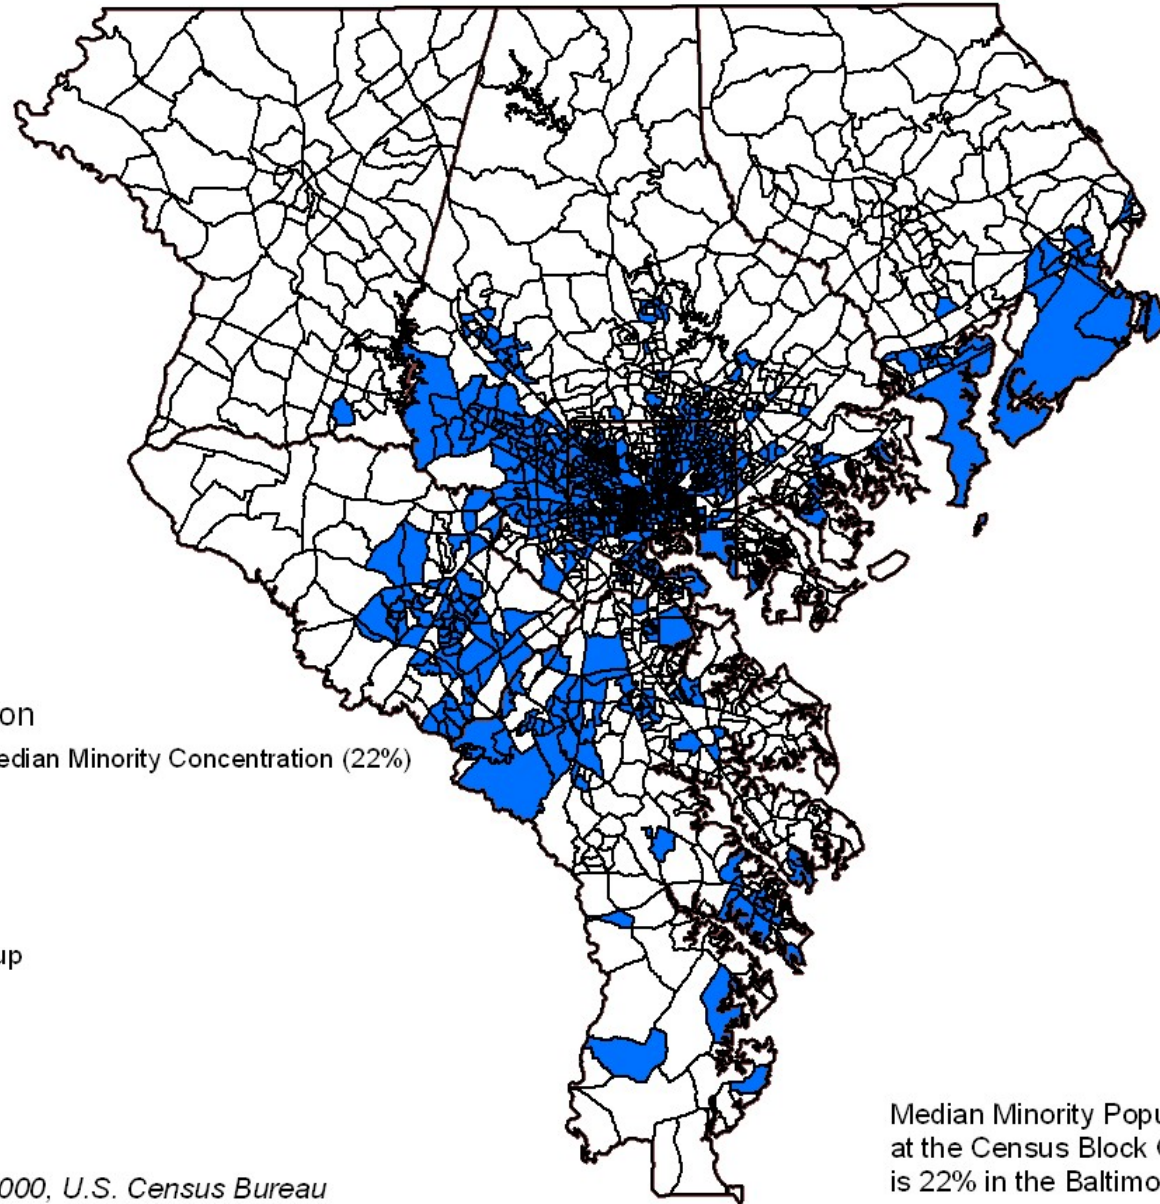 on
edian Minority Concentration (22%)
up
Median Minority Popu
at the Census Block
is 22% in the Baltimo
000, U.S. Census Bureau